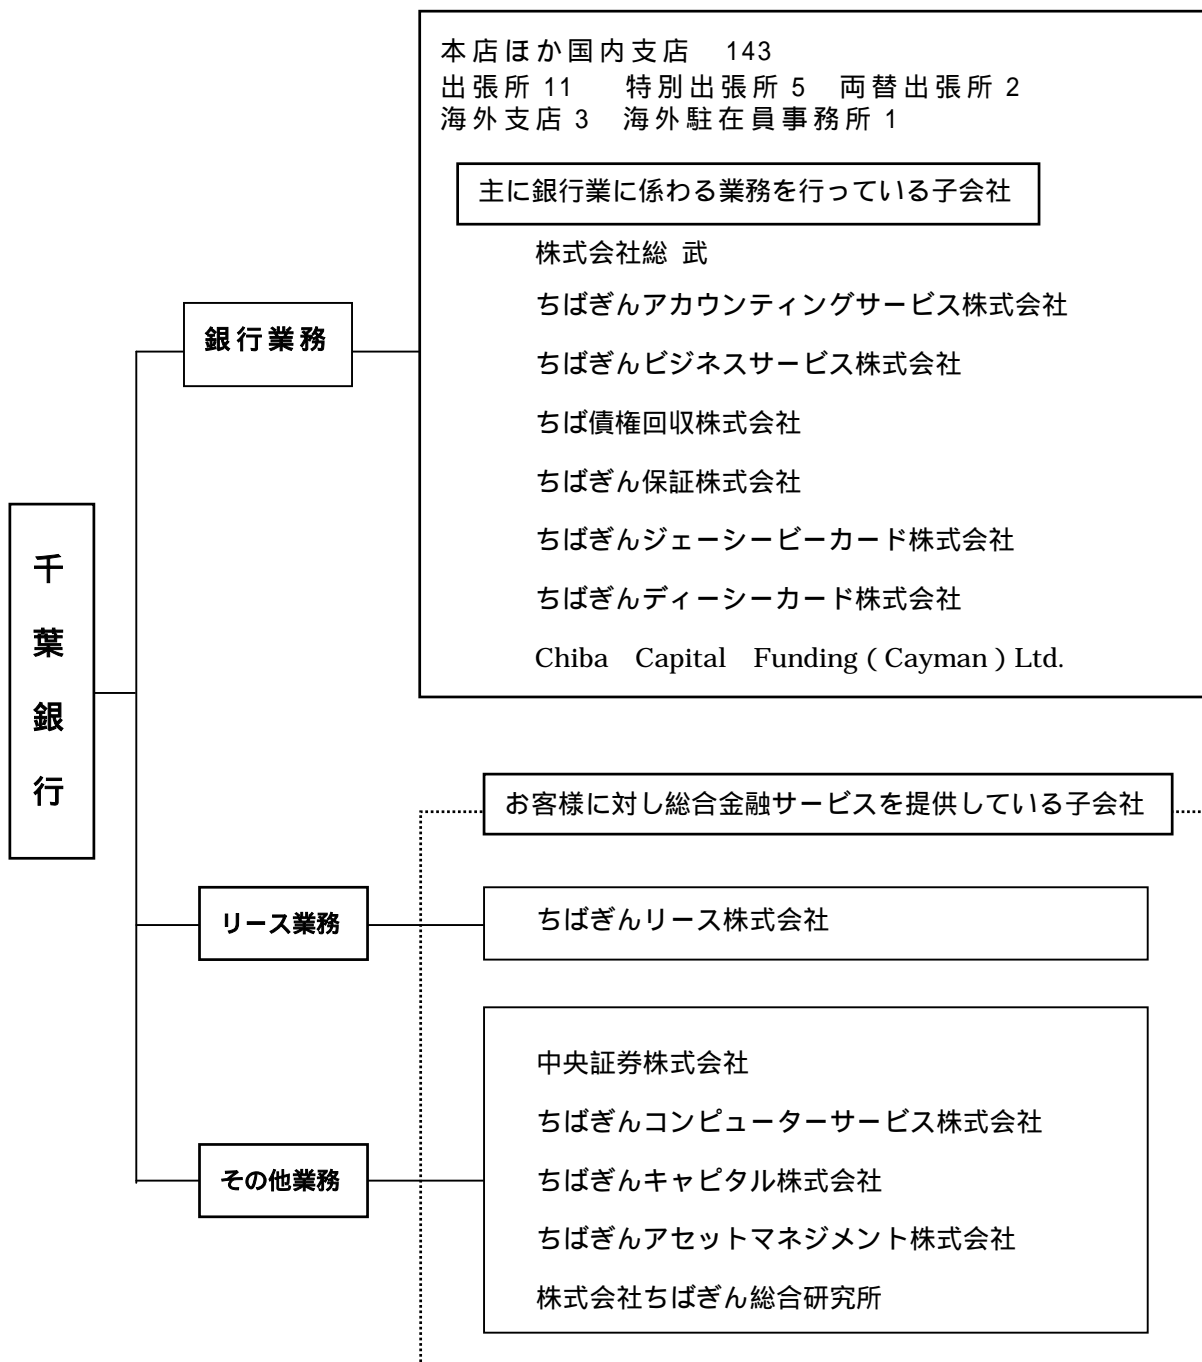 本店ほか国内支店 143
出張所 11 特別出張所 5 両替出張所 2
海外支店 3 海外駐在員事務所 1
主に銀行業に係わる業務を行っている子会社
株式会社総 武
ちばぎんアカウンティングサービス株式会社
銀行業務
ちばぎんビジネスサービス株式会社
ちば債権回収株式会社
ちばぎん保証株式会社
ちばぎんジェーシービーカード株式会社
ちばぎんディーシーカード株式会社
Chiba Capital Funding ( Cayman ) Ltd.
千葉銀行
お客様に対し総合金融サービスを提供している子会社
リース業務
ちばぎんリース株式会社
中央証券株式会社
ちばぎんコンピューターサービス株式会社
その他業務
ちばぎんキャピタル株式会社
ちばぎんアセットマネジメント株式会社
株式会社ちばぎん総合研究所